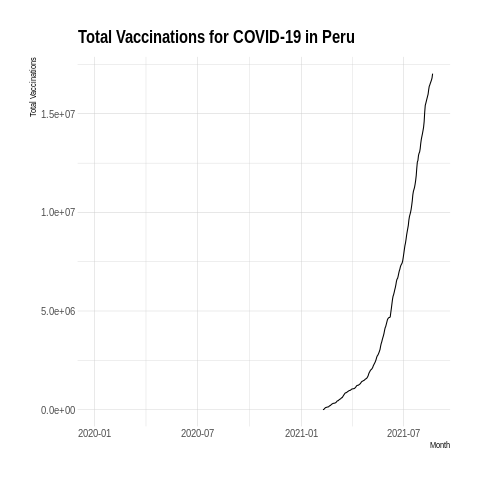 Total Vaccinations for COVID-19 in Peru
Total Vaccinations
1.5e+07
1.0e+07
5.0e+06
0.0e+00
2020-01 2020-07 2021-01 2021-07
Month